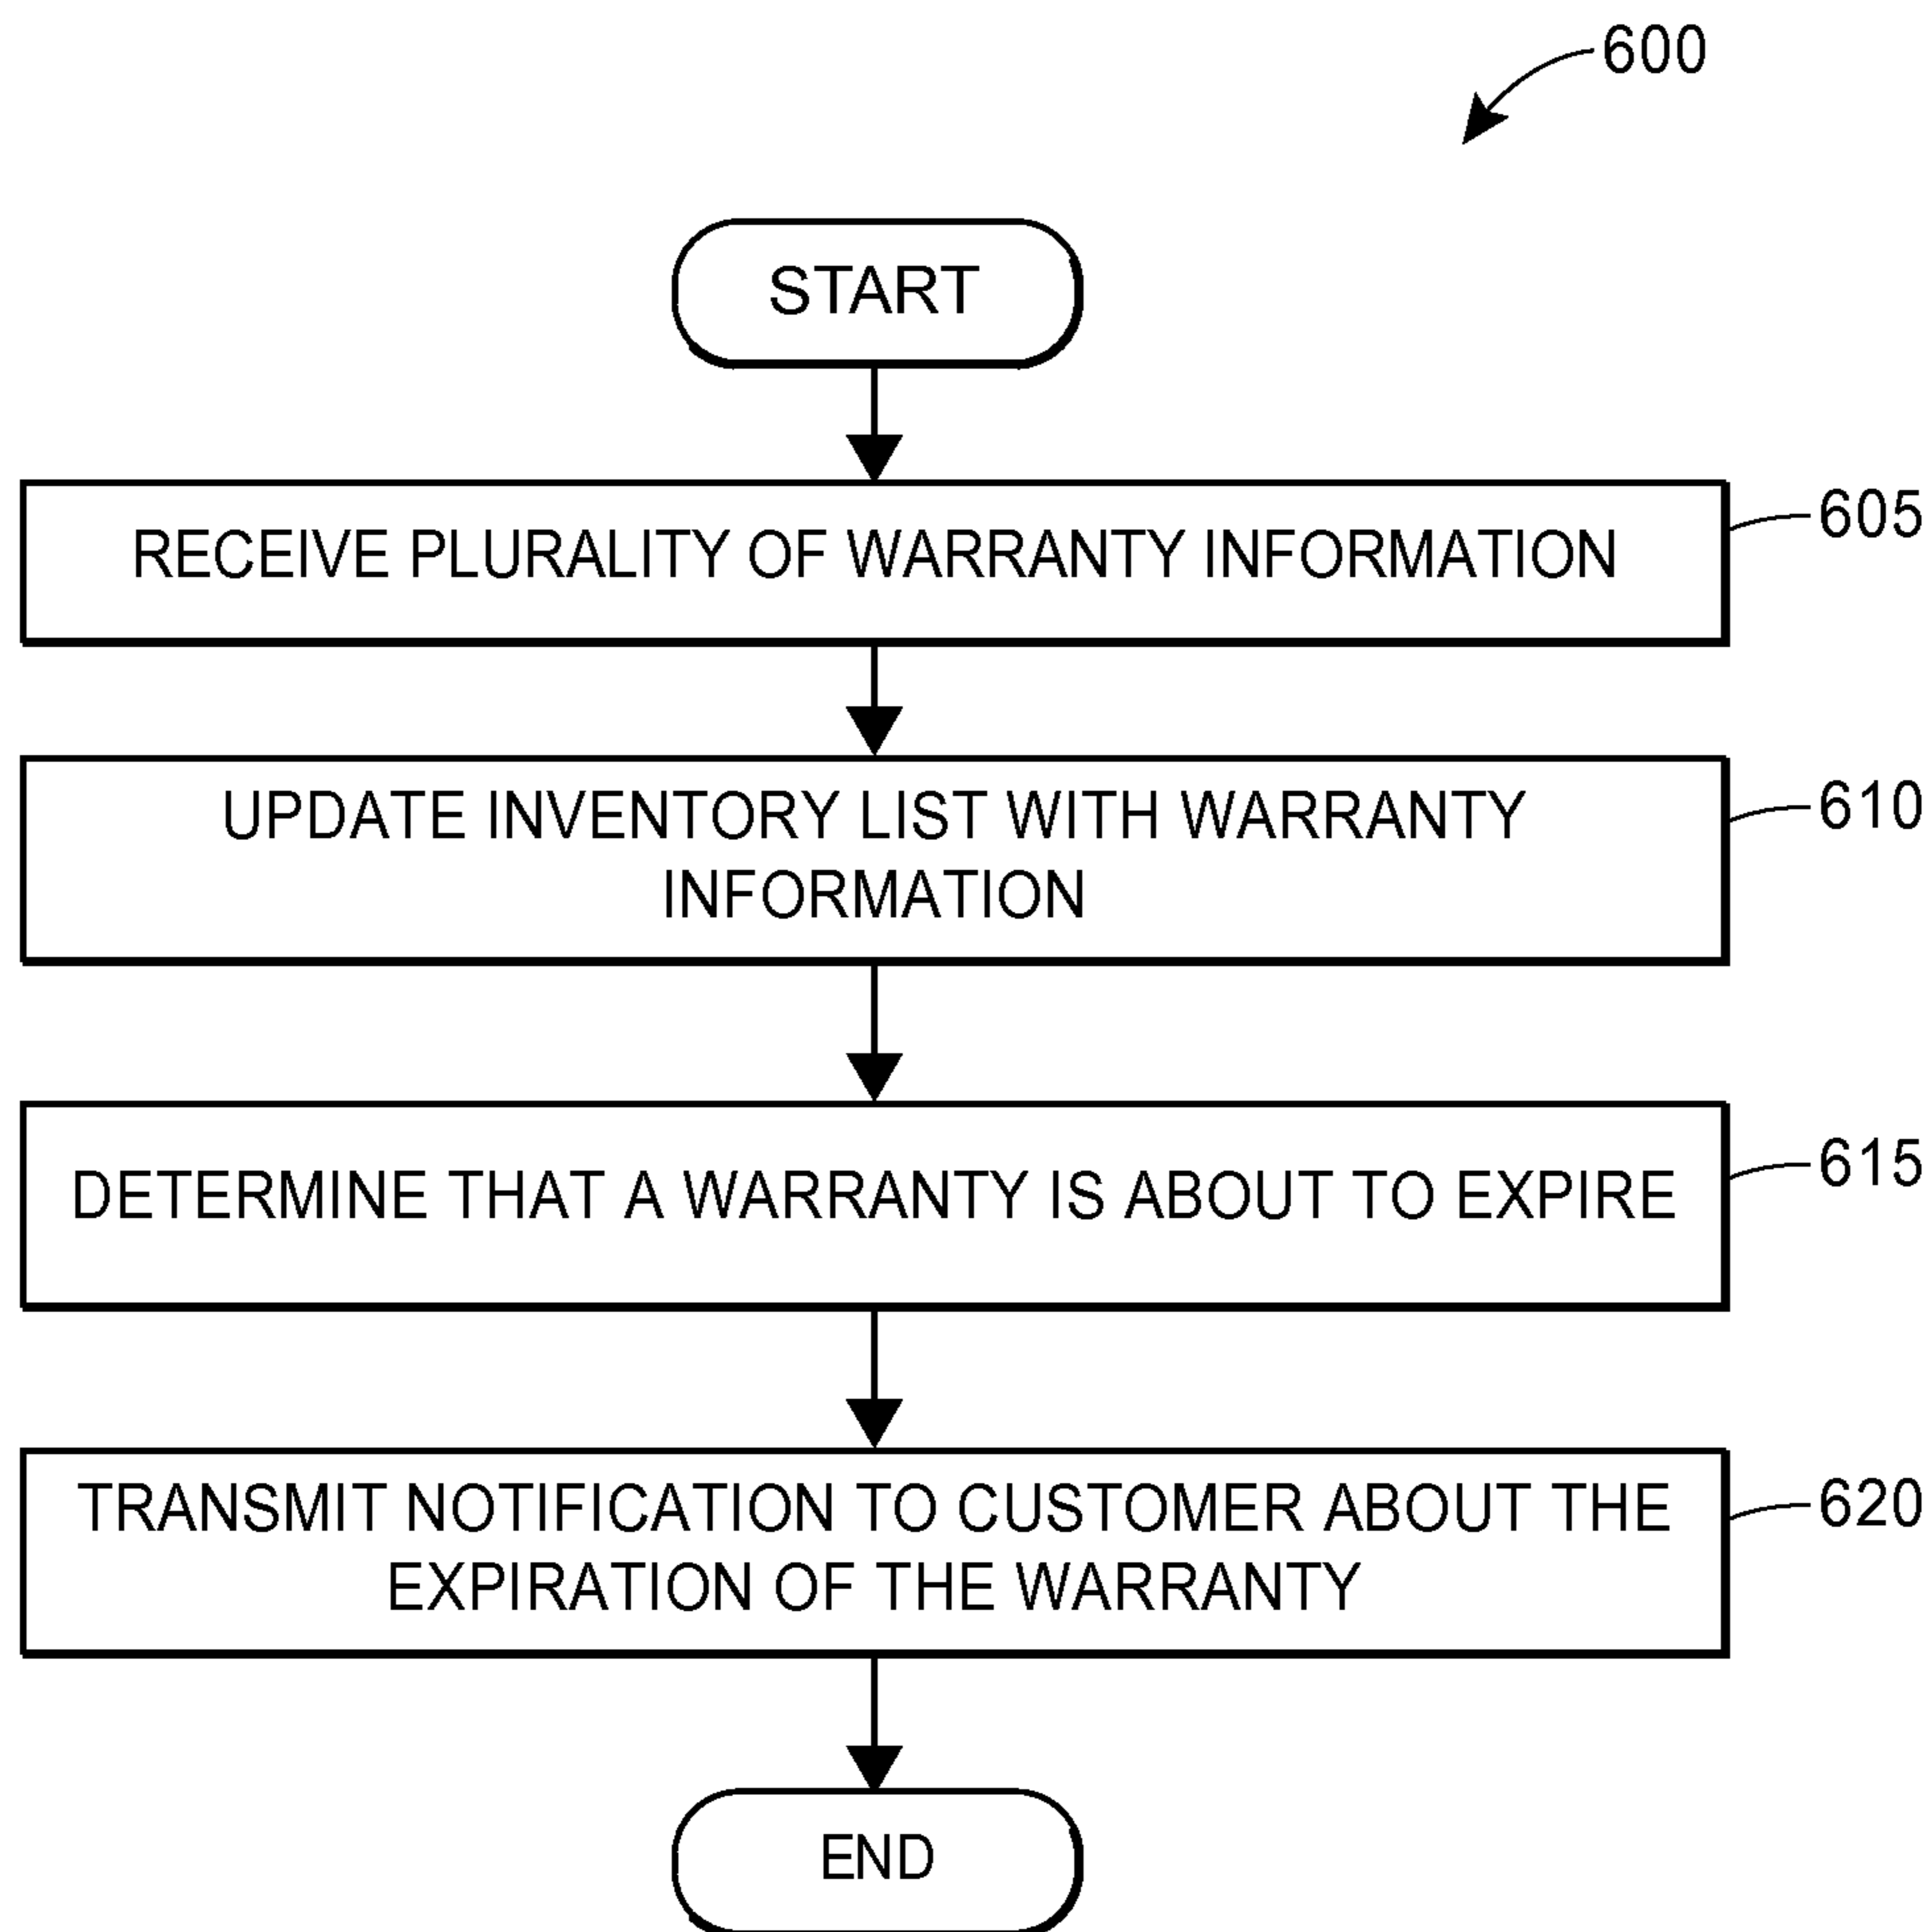 600
START
RECEIVE PLURALITY OF WARRANTY INFORMATION
605
UPDATE INVENTORY LIST WITH WARRANTY
INFORMATION
610
DETERMINE THAT A WARRANTY IS ABOUT TO EXPIRE
615
TRANSMIT NOTIFICATION TO CUSTOMER ABOUT THE
EXPIRATION OF THE WARRANTY
620
END